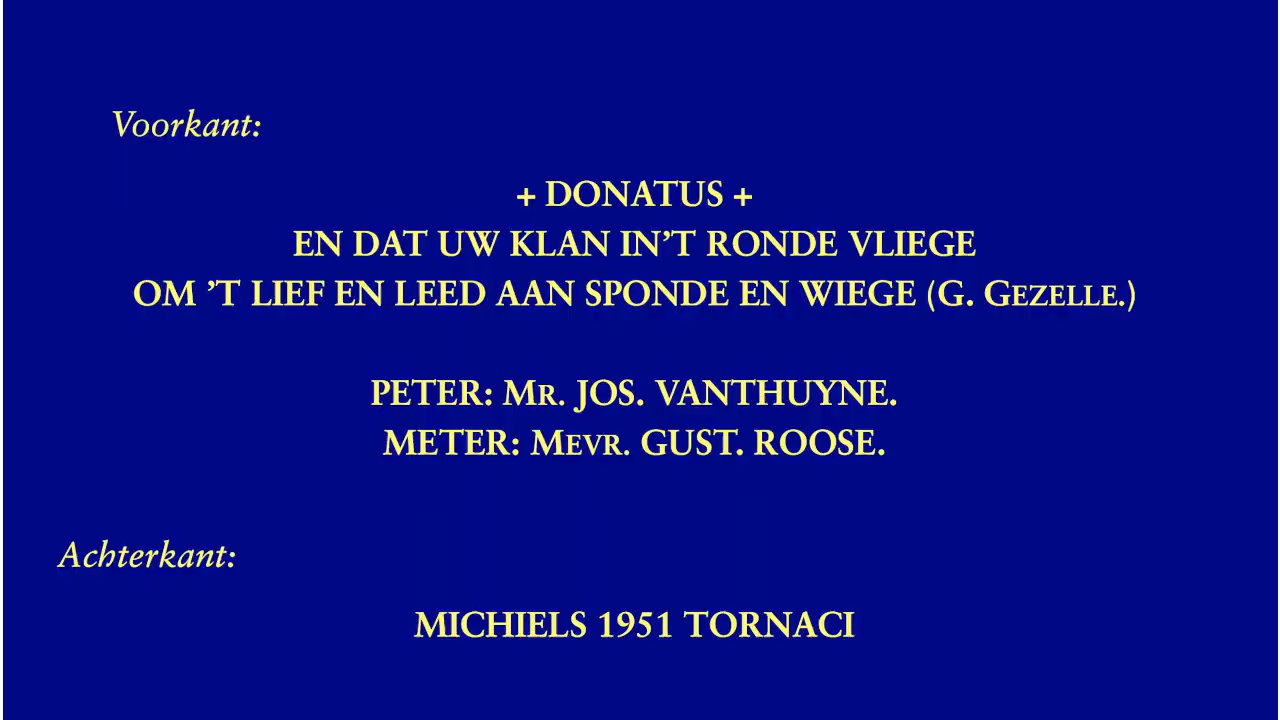 Voorkant:
+ DONATUS +
EN DAT UW KLAN IN’T RONDE VLIEGE
OM ’T LIEF EN LEED AAN SPONDE EN WIEGE (G. GEZELLE.)
PETER: MR. JOS. VANTHUYNE.
METER: MEVR. GUST. ROOSE.
Achterkant:
MICHIELS 1951 TORNACI